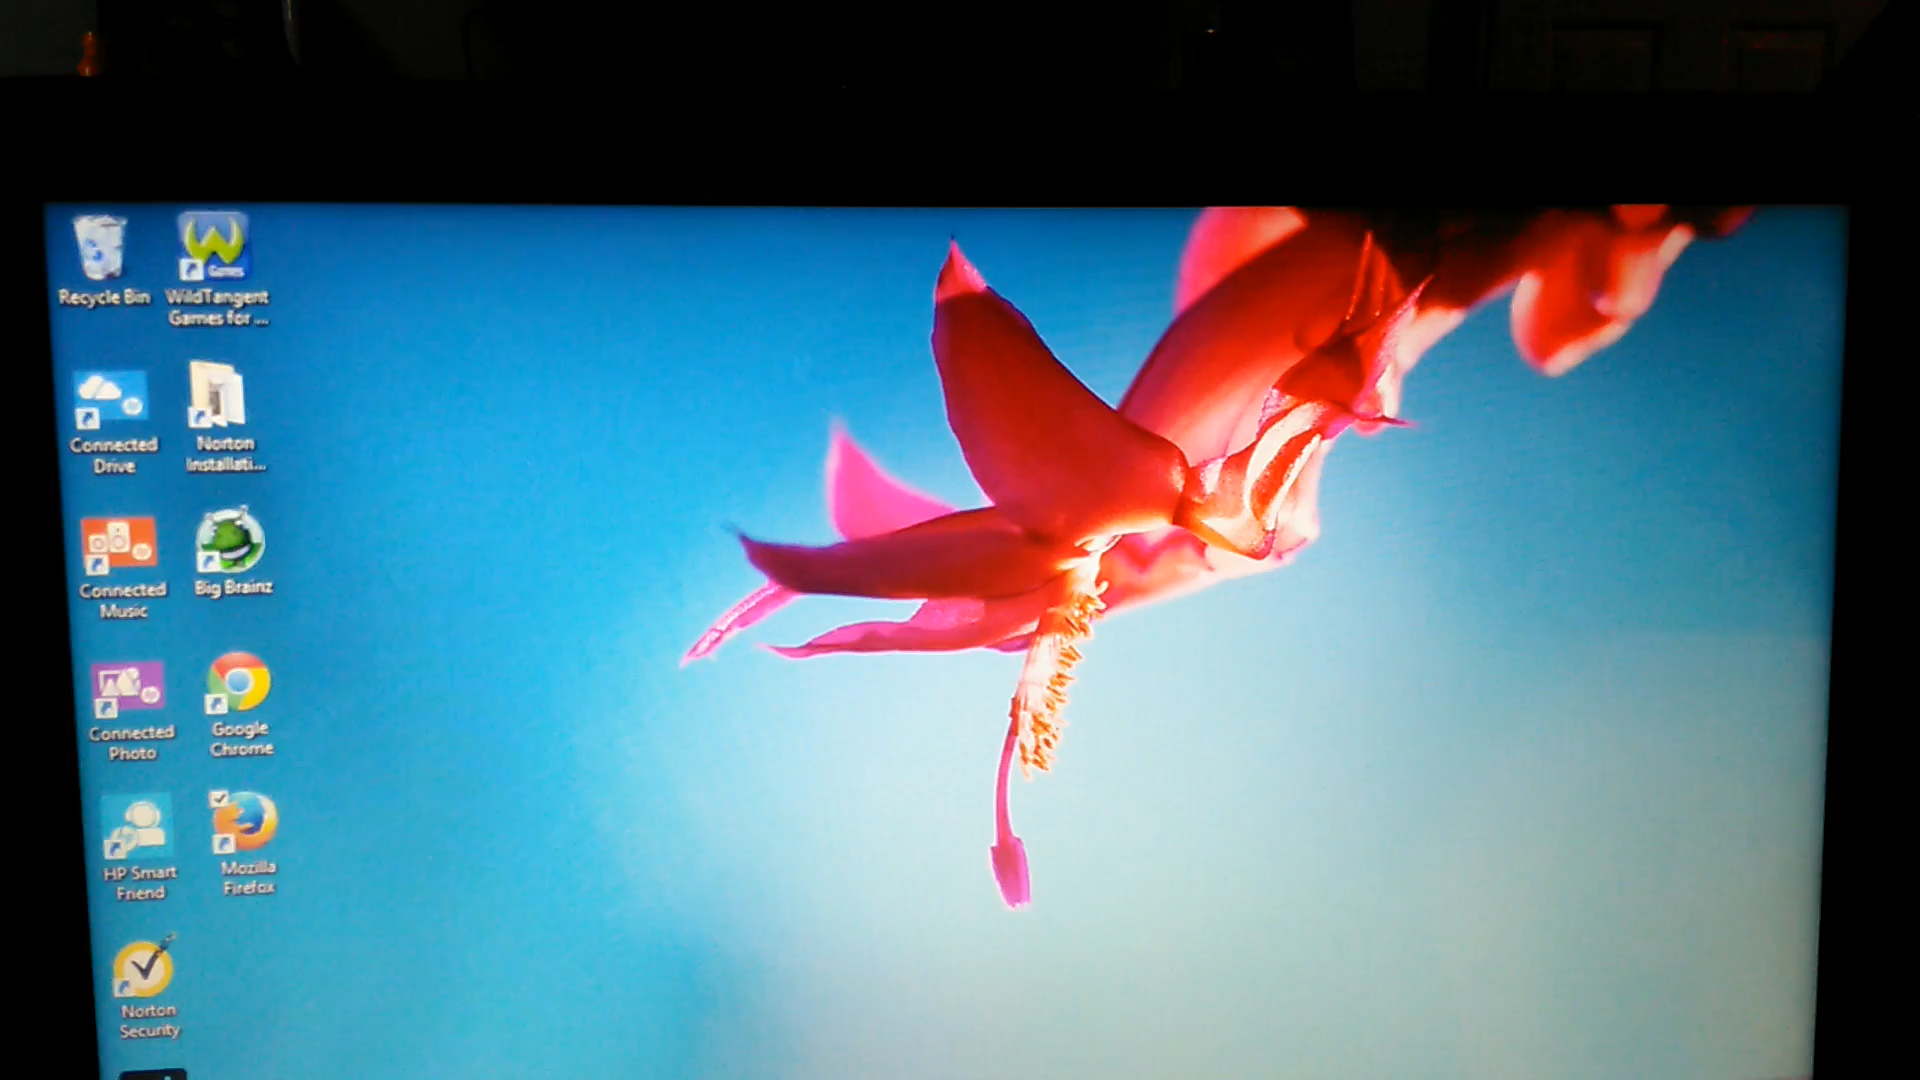 Recycle Bin
Games
WildTangent
Games for ...
Connected
Drive
Norton
Installati...
Connected
Music
Big Brainz
Connected
Photo
Google
Chrome
HP Smart
Friend
Mozilla
Firefox
Norton
Security